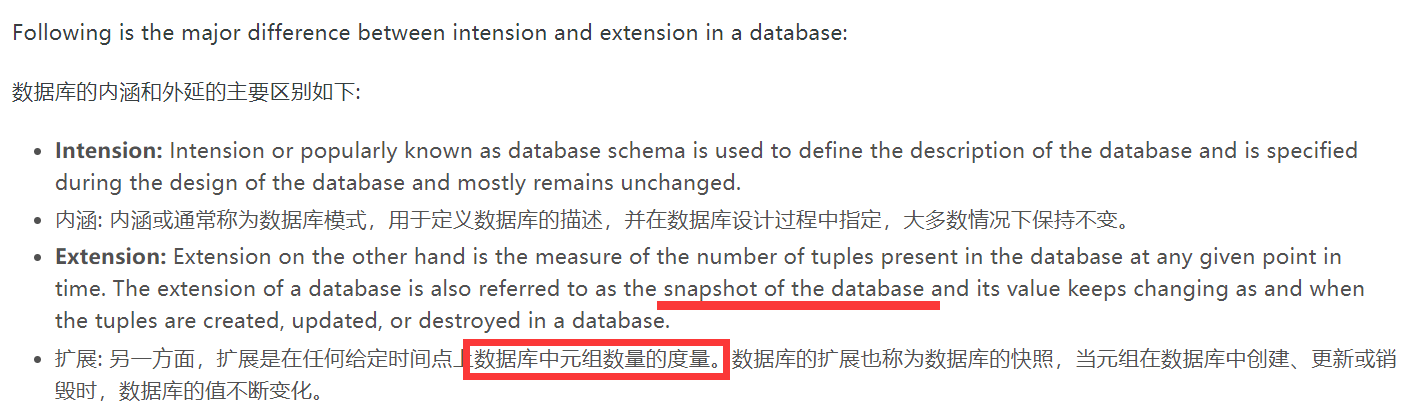 Following is the major difference between intension and extension in a database:
数据库的内涵和外延的主要区别如下:
• Intension: Intension or popularly known as database schema is used to define the description of the database and is specified
during the design of the database and mostly remains unchanged.
• 内涵: 内涵或通常称为数据库模式，用于定义数据库的描述，并在数据库设计过程中指定，大多数情况下保持不变。
• Extension: Extension on the other hand is the measure of the number of tuples present in the database at any given point in
time. The extension of a database is also referred to as the snapshot of the database and its value keeps changing as and when
the tuples are created, updated, or destroyed in a database.
• 扩展: 另一方面，扩展是在任何给定时间点上数据库中元组数量的度量。数据库的扩展也称为数据库的快照，当元组在数据库中创建、更新或销
毁时，数据库的值不断变化。